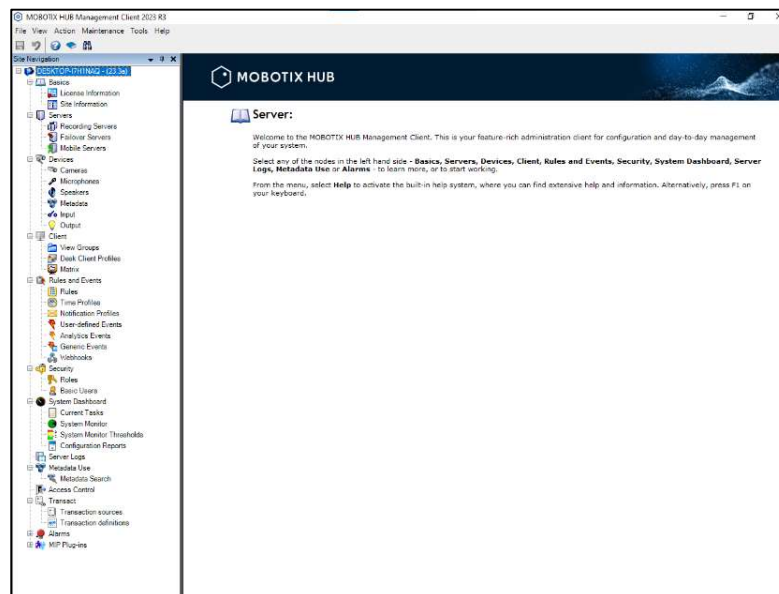 MOBOTIX HUB Management Client 2023 R3
File View Action Maintenance Tools Help
Site Navigation
DESKTOP-I7H1NAQ - (23.3a)
Basics
License Information
Site Information
Servers
Recording Servers
Failover Servers
Mobile Servers
Devices
Cameras
Microphones
Speakers
Metadata
Input
Output
Client
View Groups
Desk Client Profiles
Matrix
Rules and Events
Rules
Time Profiles
Notification Profiles
User-defined Events
Analytics Events
Generic Events
Webhooks
Security
Roles
Basic Users
System Dashboard
Current Tasks
System Monitor
System Monitor Thresholds
Configuration Reports
Server Logs
Metadata Use
Metadata Search
Access Control
Transact
Transaction sources
Transaction definitions
Alarms
MIP Plug-ins
MOBOTIX HUB
Server:
Welcome to the MOBOTIX HUB Management Client. This is your feature-rich administration client for configuration and day-to-day management
of your system.
Select any of the nodes in the left hand side - Basics, Servers, Devices, Client, Rules and Events, Security, System Dashboard, Server
Logs, Metadata Use or Alarms - to learn more, or to start working.
From the menu, select Help to activate the built-in help system, where you can find extensive help and information. Alternatively, press F1 on
your keyboard.